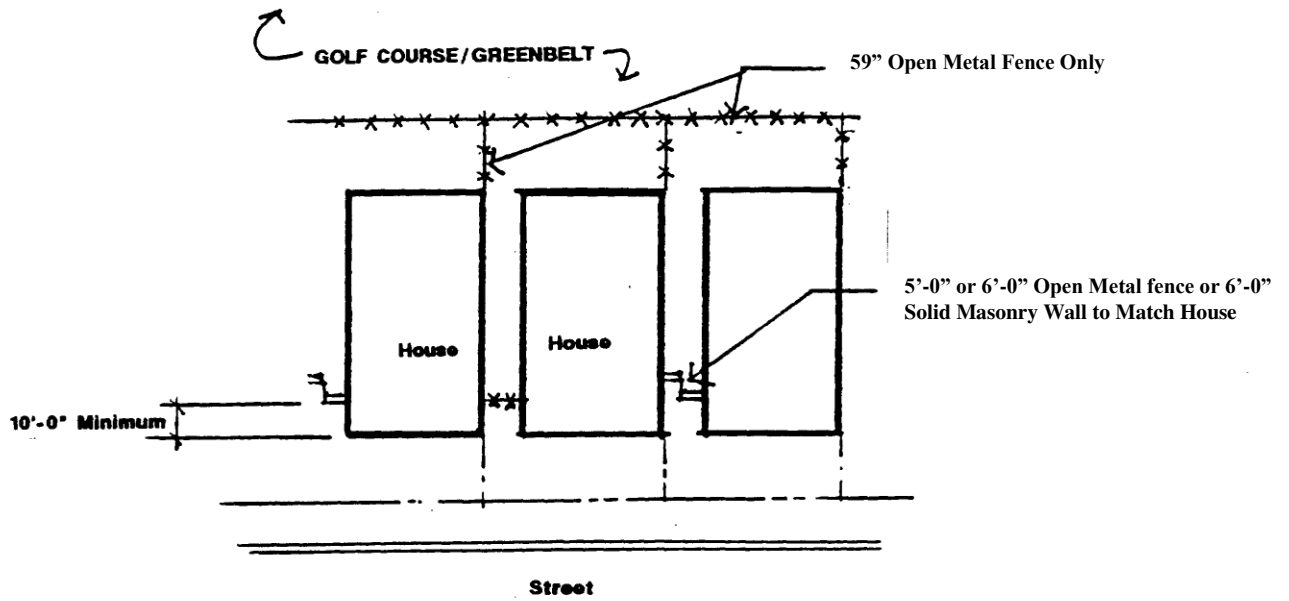 GOLF COURSE/GREENBELT
59” Open Metal Fence Only
5’-0” or 6’-0” Open Metal fence or 6’-0”
Solid Masonry Wall to Match House
House
House
10'-0" Minimum
Street